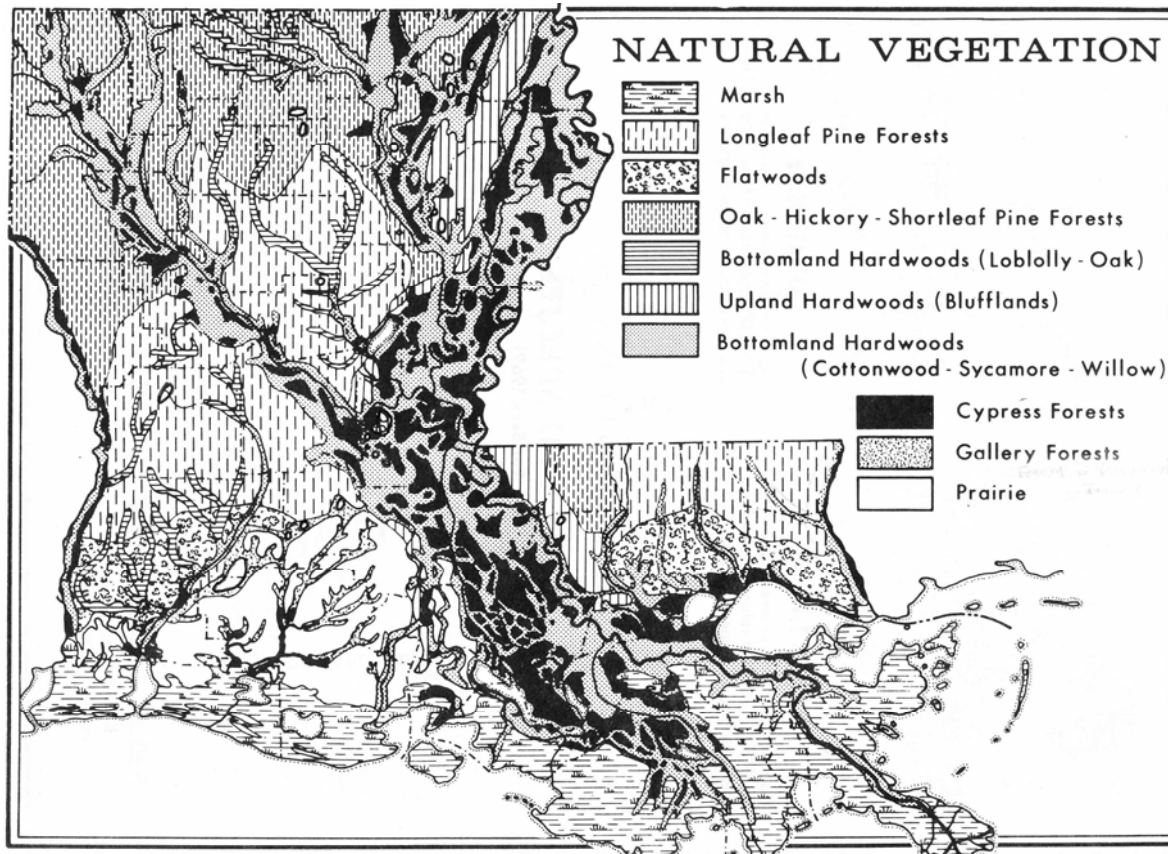 NATURAL VEGETATION
Marsh
Longleaf Pine Forests
Flatwoods
Oak - Hickory - Shortleaf Pine Forests
Bottomland Hardwoods (Loblolly - Oak)
Upland Hardwoods (Blufflands)
Bottomland Hardwoods
(Cottonwood - Sycamore - Willow)
Cypress Forests
Gallery Forests
Prairie